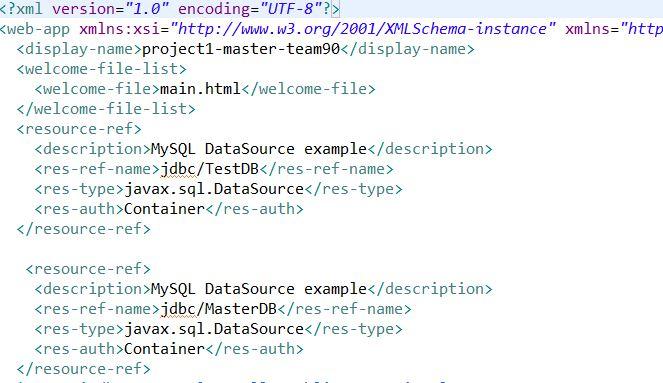 <?xml version="1.0" encoding="UTF-8"?>
<web-app xmlns:xsi="http://www.w3.org/2001/XMLSchema-instance" xmlns="http
<display-name>project1-master-team90</display-name>
<welcome-file-list>
<welcome-file>main.html</welcome-file>
</welcome-file-list>
<resource-ref>
<description>MySQL DataSource example</description>
<res-ref-name>jdbc/TestDB</res-ref-name>
<res-type>javax.sql.DataSource</res-type>
<res-auth>Container</res-auth>
</resource-ref>
<resource-ref>
<description>MySQL DataSource example</description>
<res-ref-name>jdbc/MasterDB</res-ref-name>
<res-type>javax.sql.DataSource</res-type>
<res-auth>Container</res-auth>
</resource-ref>